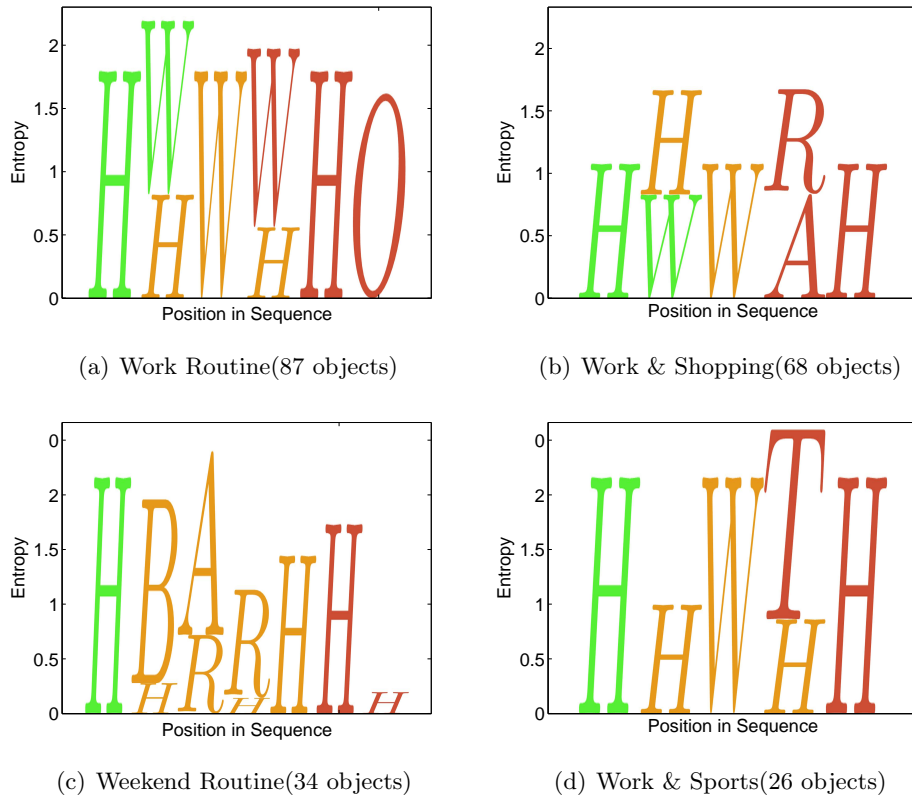 2
1.5
1
0.5
0
Entropy
H W H W W H H O
Position in Sequence
(a) Work Routine(87 objects)
2
1.5
1
0.5
0
Entropy
H H W W R A H
Position in Sequence
(b) Work & Shopping(68 objects)
0
2
1.5
1
0.5
0
Entropy
H B H A R R H H H H
Position in Sequence
(c) Weekend Routine(34 objects)
0
2
1.5
1
0.5
0
Entropy
H H W T H H
Position in Sequence
(d) Work & Sports(26 objects)